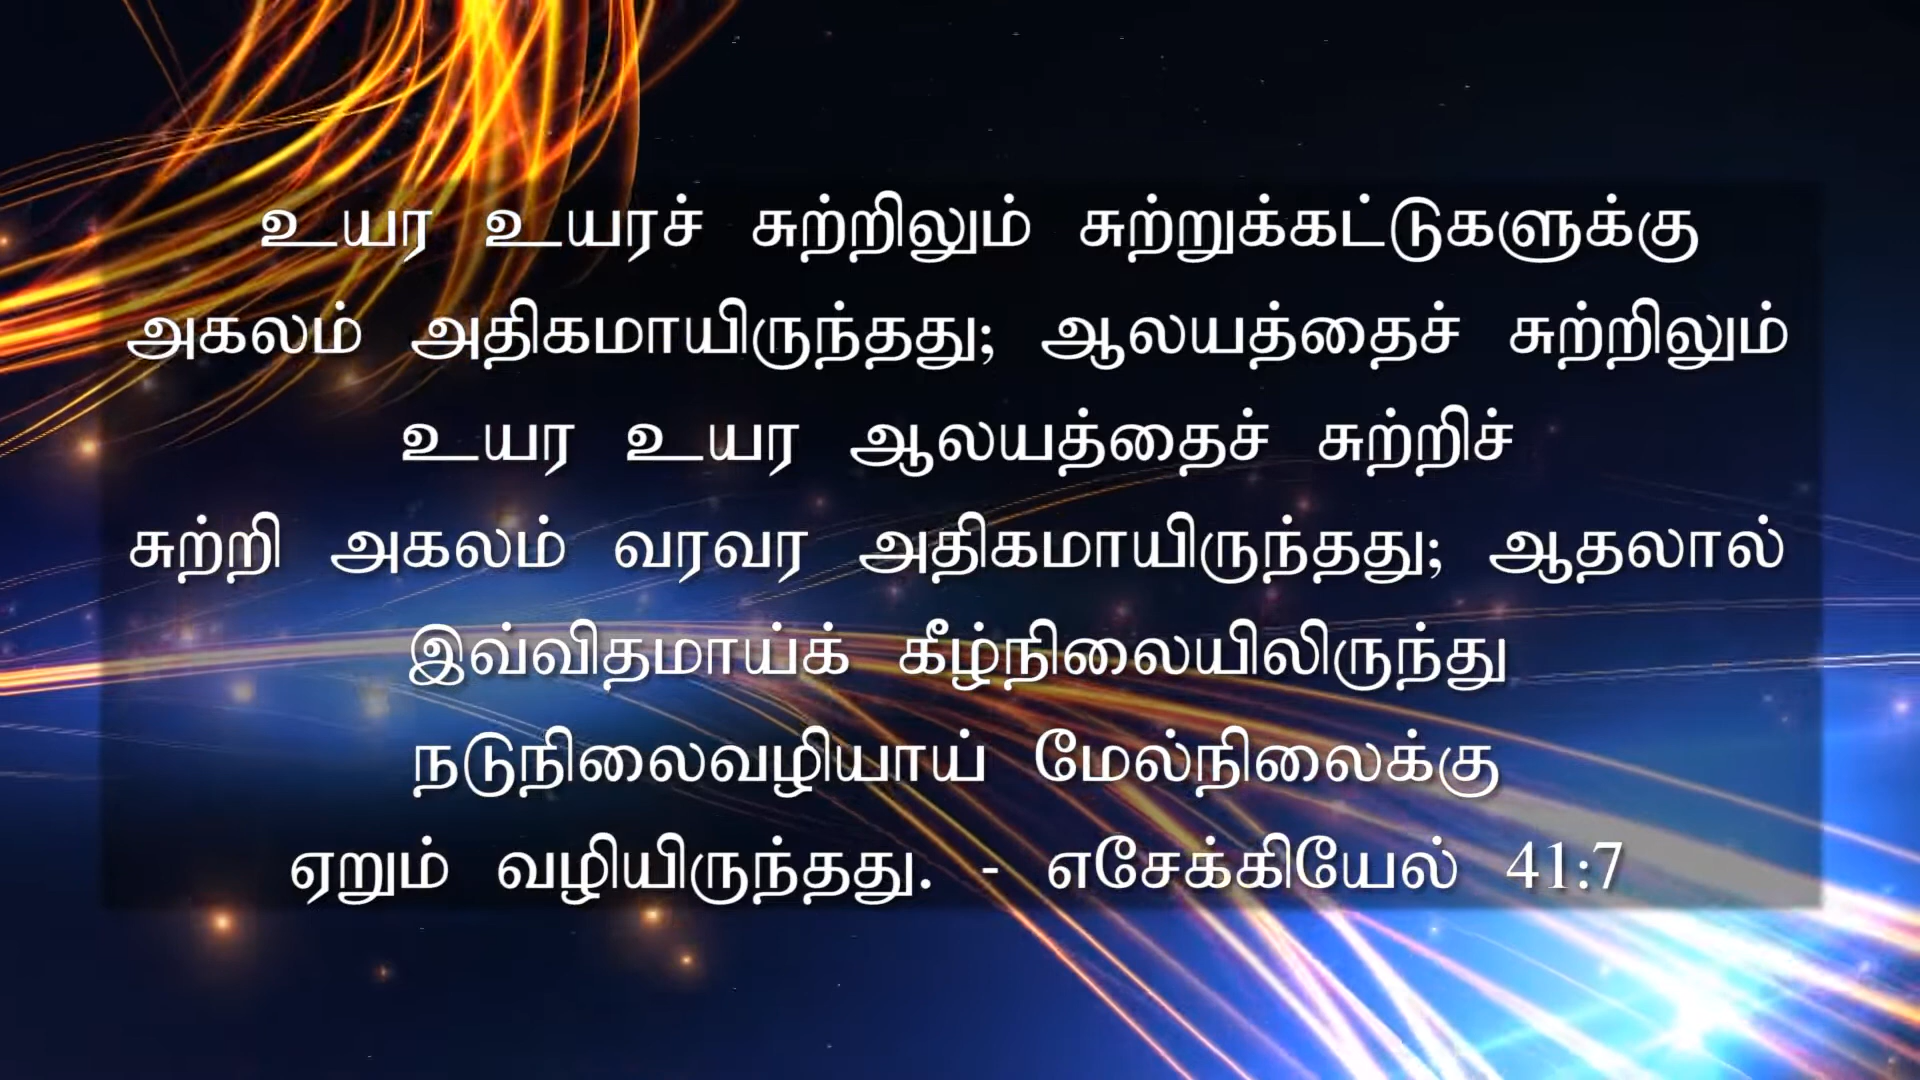 உயர உயரச் சுற்றிலும் சுற்றுக்கட்டுகளுக்கு
அகலம் அதிகமாயிருந்தது; ஆலயத்தைச் சுற்றிலும்
உயர உயர ஆலயத்தைச் சுற்றிச்
சுற்றி அகலம் வரவர அதிகமாயிருந்தது; ஆதலால்
இவ்விதமாய்க் கீழ்நிலையிலிருந்து
நடுநிலைவழியாய் மேல்நிலைக்கு
ஏறும் வழியிருந்தது. - எசேக்கியேல் 41:7